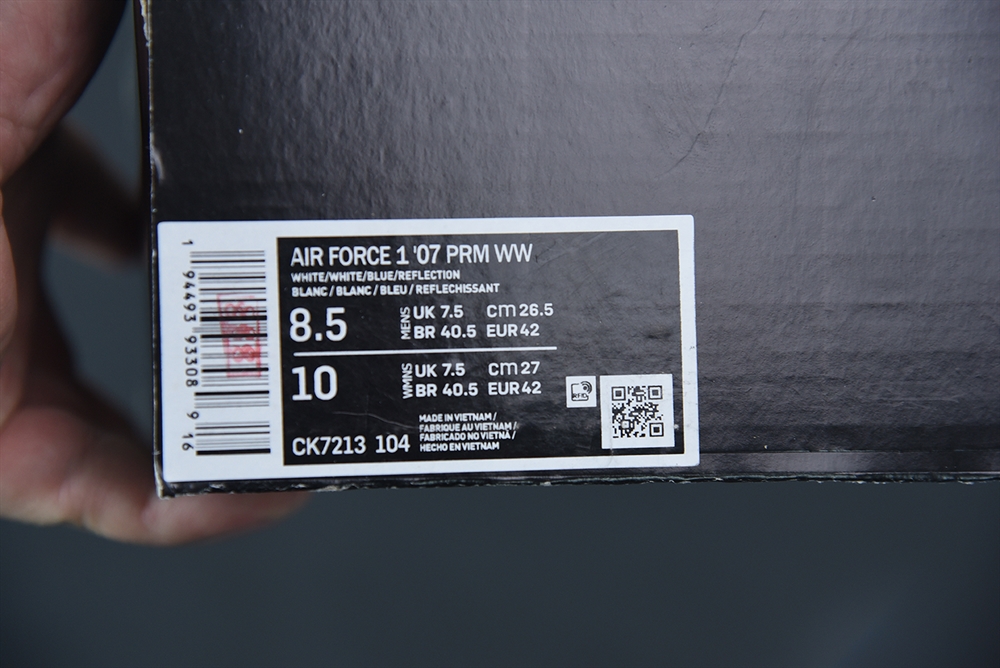 1 94493 93308 9 16
AIR FORCE 1 '07 PRM WW
WHITE/WHITE/BLUE/REFLECTION
BLANC / BLANC / BLEU / REFLECHISSANT
8.5 MENS UK 7.5 CM 26.5
BR 40.5 EUR 42
10 WMNS UK 7.5 CM 27
BR 40.5 EUR 42
RFID
MADE IN VIETNAM /
FABRIQUE AU VIETNAM /
FABRICADO NO VIETNÃ /
HECHO EN VIETNAM
CK7213 104